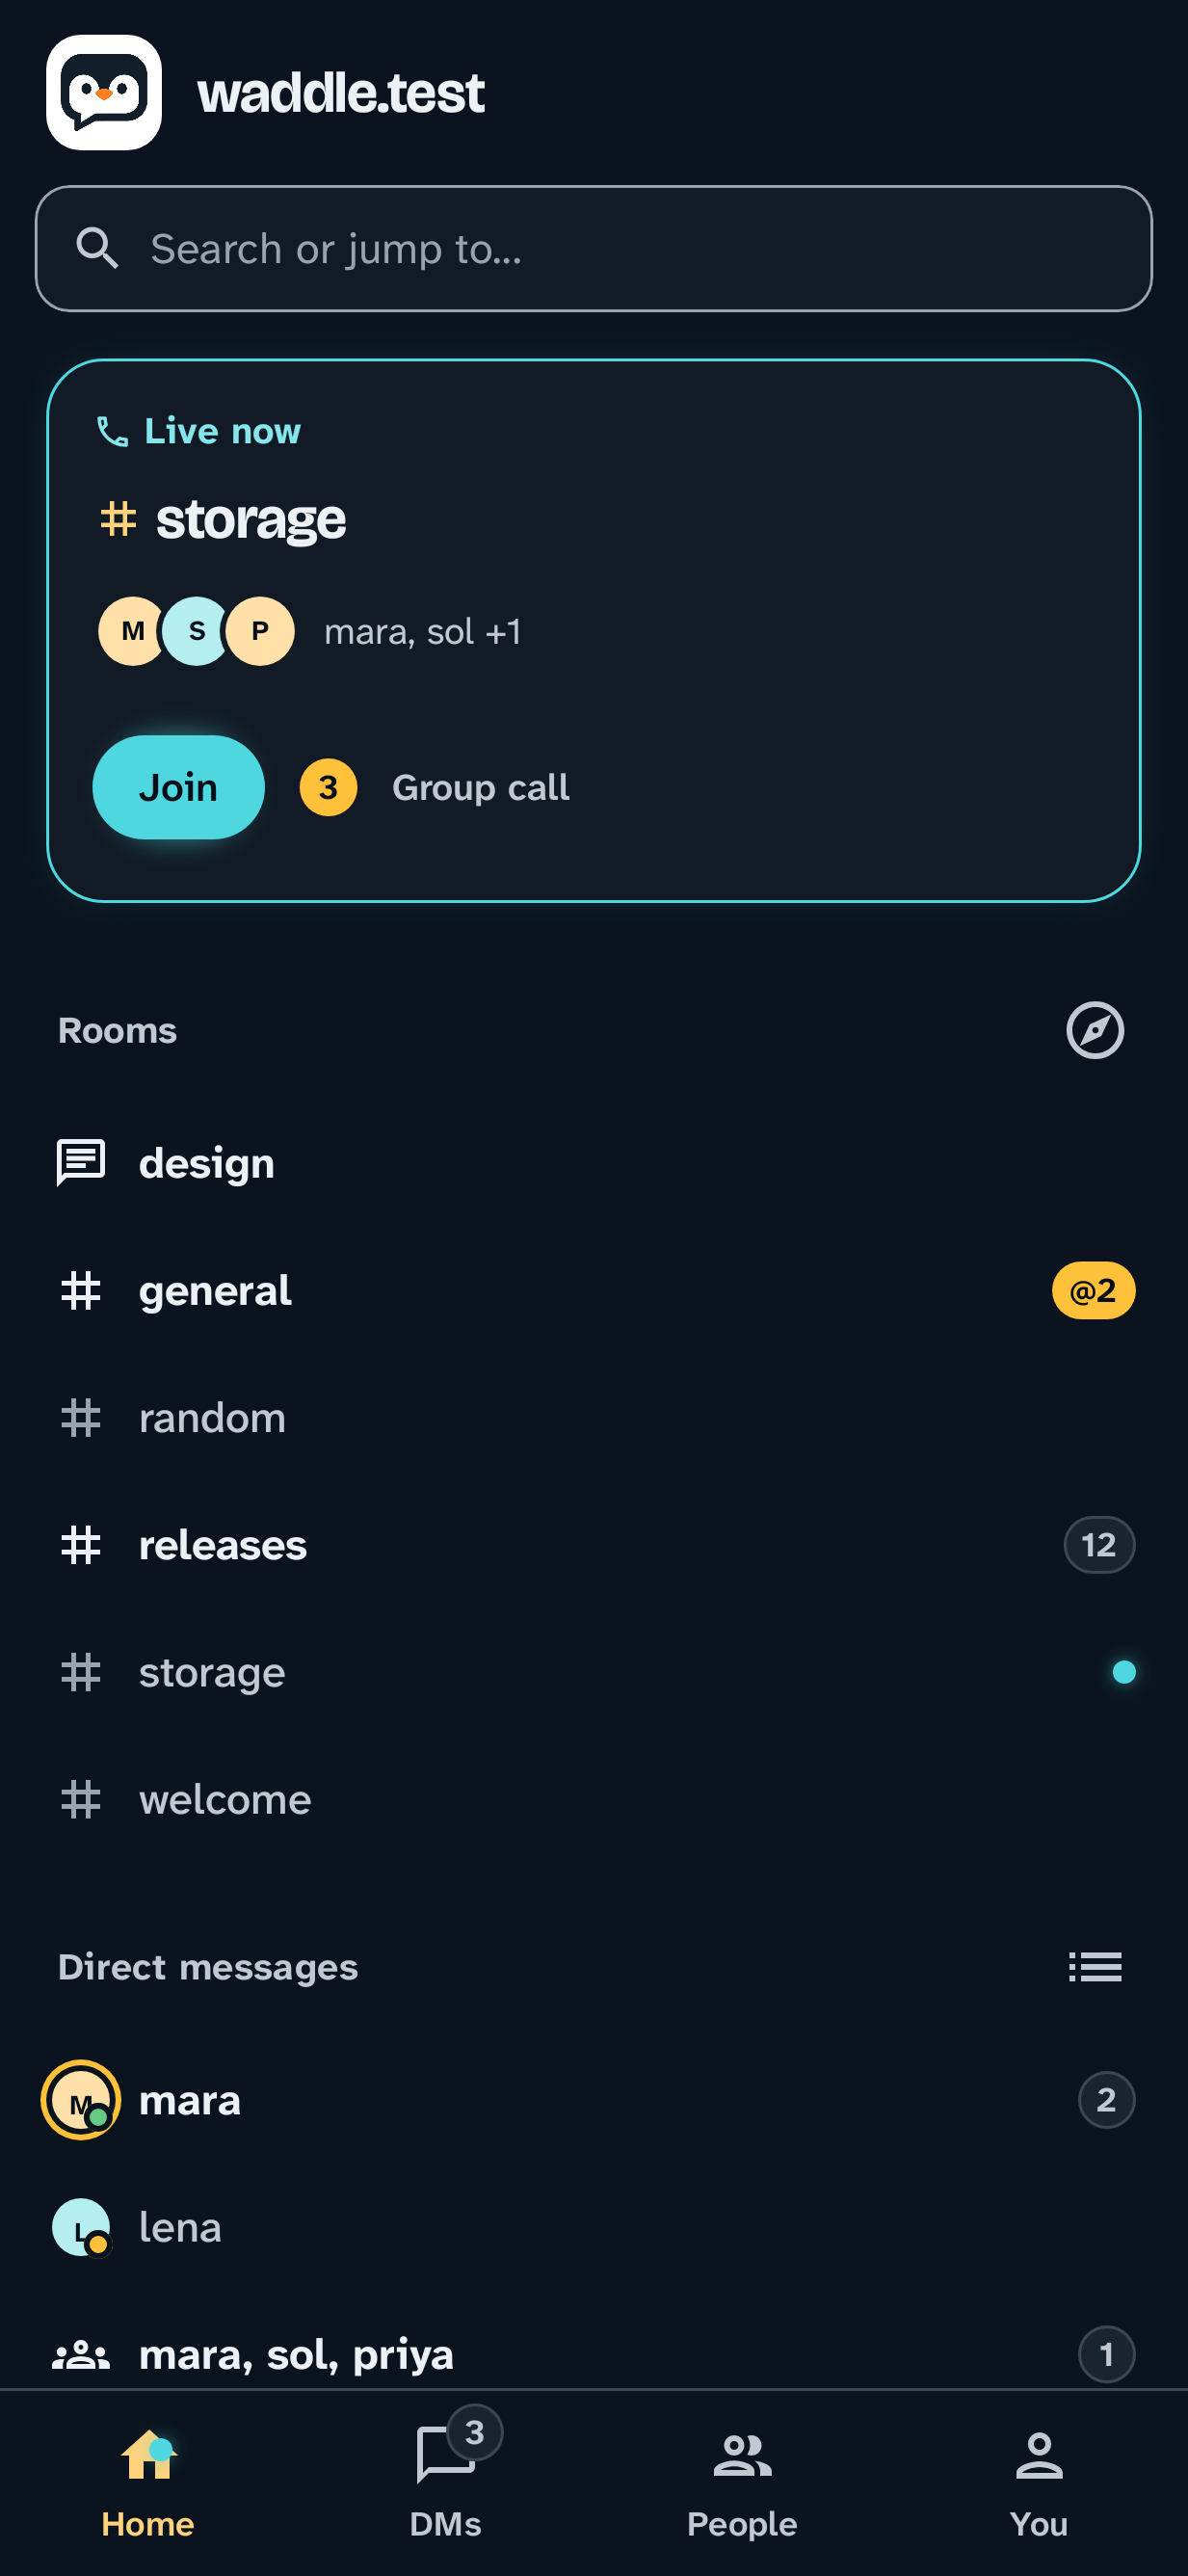 waddle.test
Search or jump to...
Live now
# storage
M S P mara, sol +1
Join 3 Group call
Rooms
design
# general @2
# random
# releases 12
# storage
# welcome
Direct messages
M mara 2
L lena
mara, sol, priya 1
3
Home DMs People You